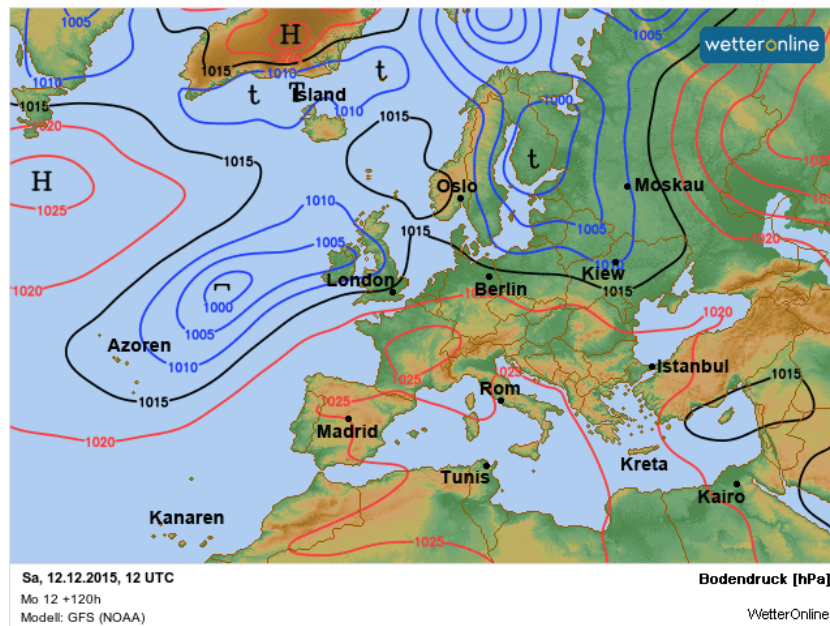 1005
wetteronline
H
1015
1010
1010
t
t
T
Island
1010
1000
1015
1020
1015
1020
1015
t
H
1025
Oslo
Moskau
1010
1015
1005
1020
1005
1010
1020
London
Kiew
Berlin
1015
1000
1005
1020
Azoren
1010
1015
1025
Istanbul
1015
Rom
1025
Madrid
1020
Kreta
Tunis
Kairo
Kanaren
1025
Sa, 12.12.2015, 12 UTC
Bodendruck [hPa]
Mo 12 +120h
Modell: GFS (NOAA)
WetterOnline